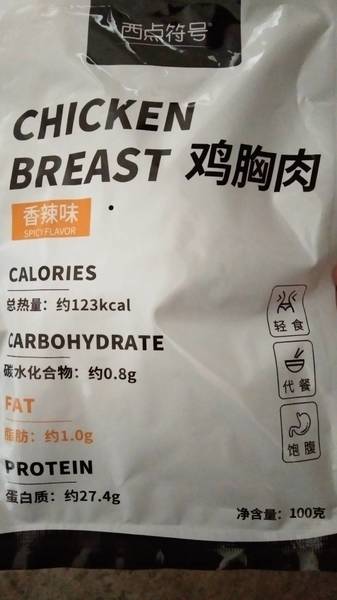 西点符号
CHICKEN
BREAST 鸡胸肉
香辣味
SPICY FLAVOR
CALORIES
总热量：约123kcal
CARBOHYDRATE
碳水化合物：约0.8g
FAT
脂肪：约1.0g
PROTEIN
蛋白质：约27.4g
轻食
代餐
饱腹
净含量：100克